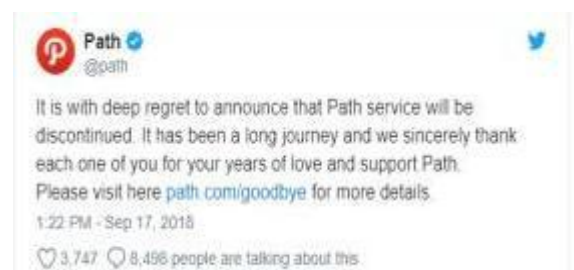 Path
@path
It is with deep regret to announce that Path service will be
discontinued. It has been a long journey and we sincerely thank
each one of you for your years of love and support Path.
Please visit here path.com/goodbye for more details.
1:22 PM - Sep 17, 2018
3,747 8,498 people are talking about this